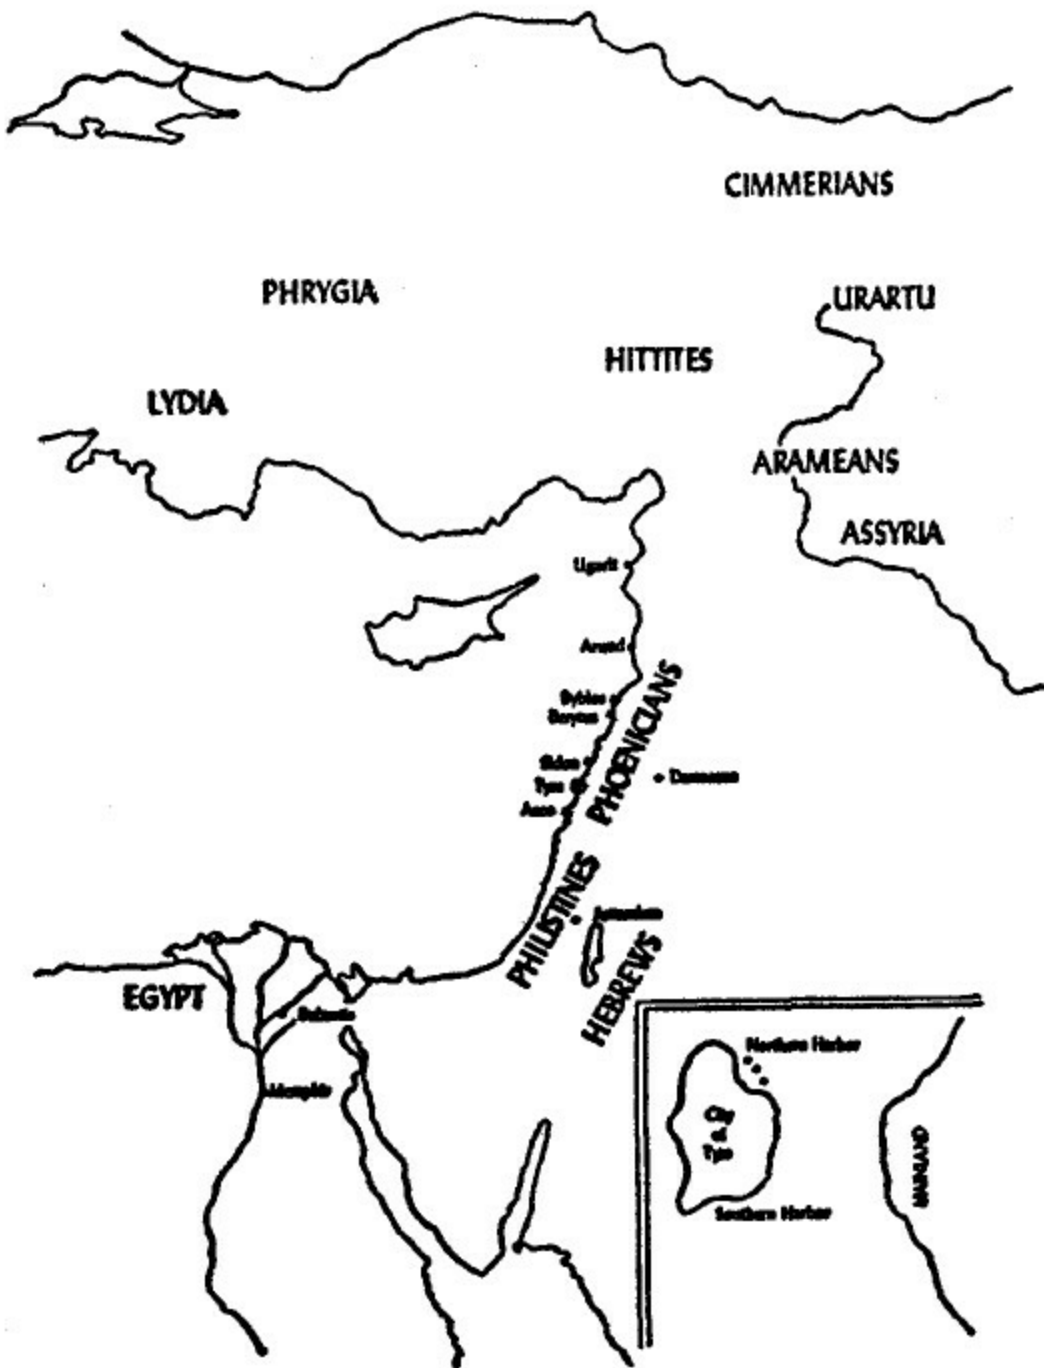 CIMMERIANS
PHRYGIA
URARTU
HITTITES
LYDIA
ARAMEANS
ASSYRIA
Ugarit
Arvad
Byblos
PHOENICIANS
Sidon
Damascus
Tyre
Acco
PHILISTINES
Jerusalem
HEBREWS
EGYPT
Memphis
Northern Harbor
City
of
Tyre
MAINLAND
Southern Harbor